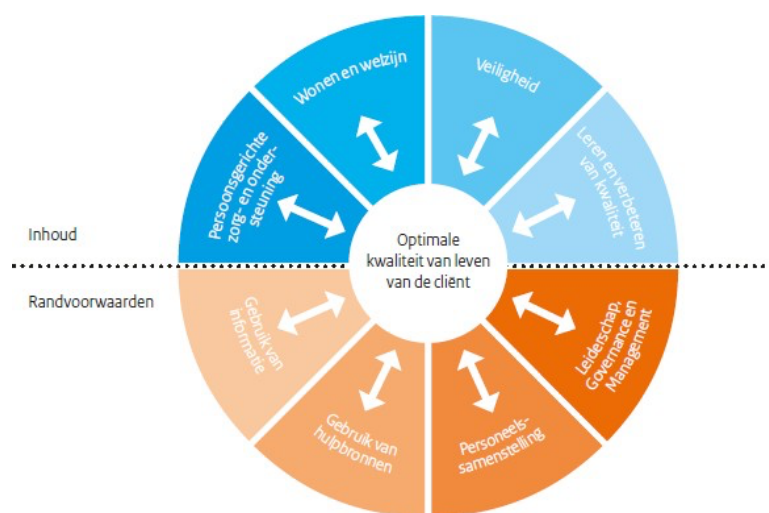 Wonen en welzijn
Veiligheid
Persoonsgerichte
zorg- en onder-
steuning
Leren en verbeteren
van kwaliteit
Inhoud
Optimale
kwaliteit van leven
van de cliënt
Randvoorwaarden
Gebruik van
informatie
Leiderschap,
Governance en
Management
Gebruik van
hulpbronnen
Personeels-
samenstelling